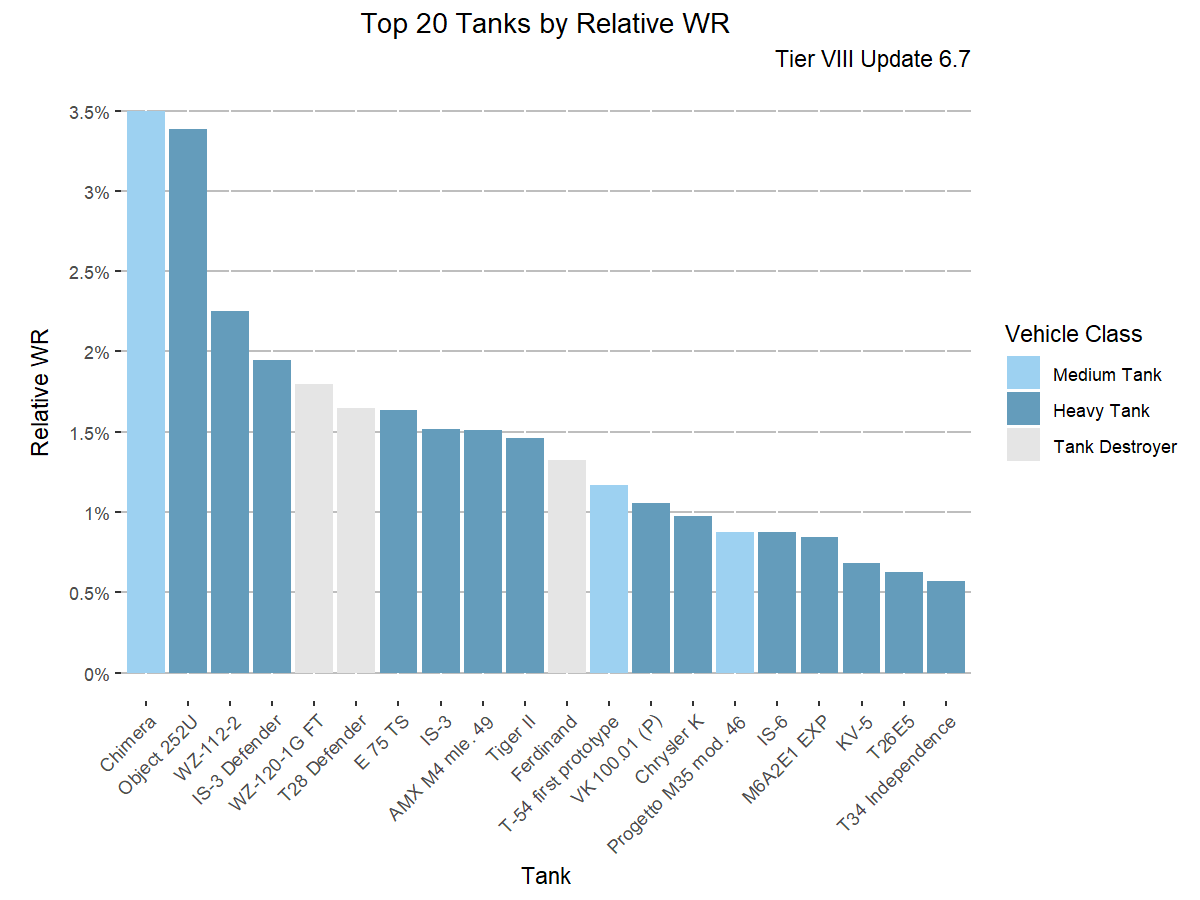 Top 20 Tanks by Relative WR
Tier VIII Update 6.7
3.5%
3%
2.5%
2%
1.5%
1%
0.5%
0%
Relative WR
Chimera
Object 252U
WZ-112-2
IS-3 Defender
WZ-120-1G FT
T28 Defender
E 75 TS
IS-3
AMX M4 mle. 49
Tiger II
Ferdinand
T-54 first prototype
VK 100.01 (P)
Chrysler K
Progetto M35 mod. 46
IS-6
M6A2E1 EXP
KV-5
T26E5
T34 Independence
Tank
Vehicle Class
Medium Tank
Heavy Tank
Tank Destroyer